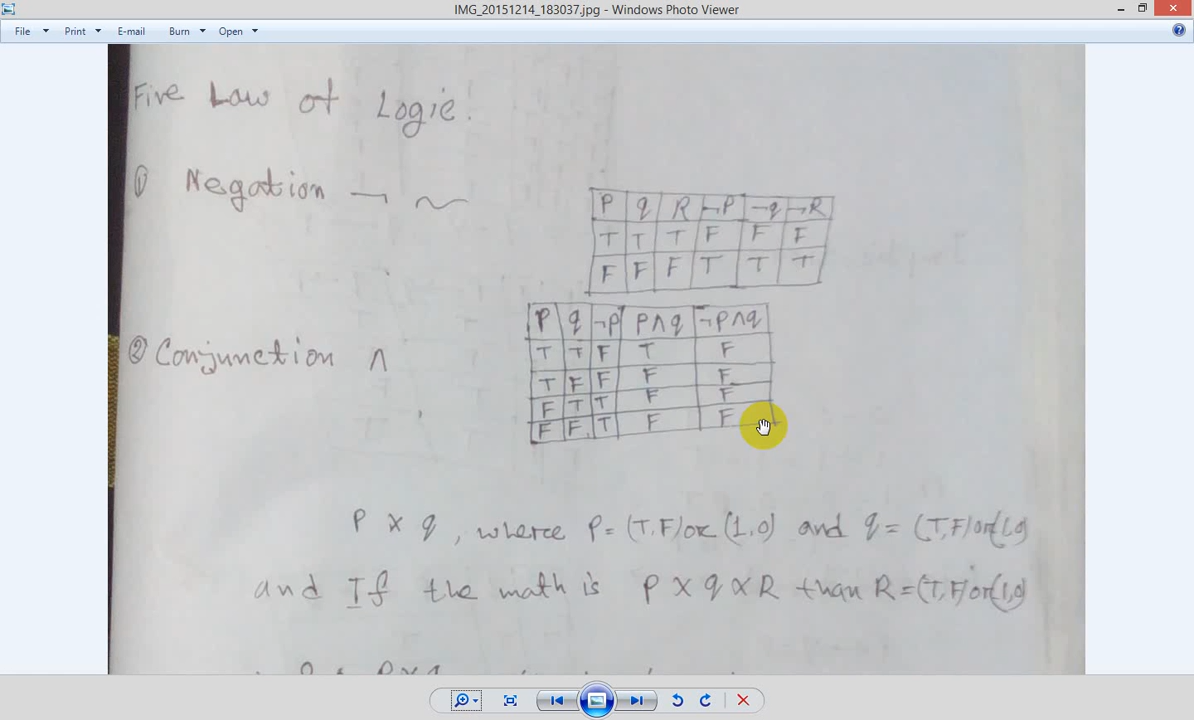 IMG_20151214_183037.jpg - Windows Photo Viewer
File Print E-mail Burn Open
Five Law of Logic:
① Negation ¬ ~
P q R ¬P ¬q ¬R
T T T F F F
F F F T T T
② Conjunction ∧
P q ¬P P∧q ¬P∧q
T T F T F
T F F F F
F T T F F
F F T F F
P × q, where P=(T,F)or(1,0) and q=(T,F)or(1,0)
and If the math is P × q × R than R=(T,F)or(1,0)